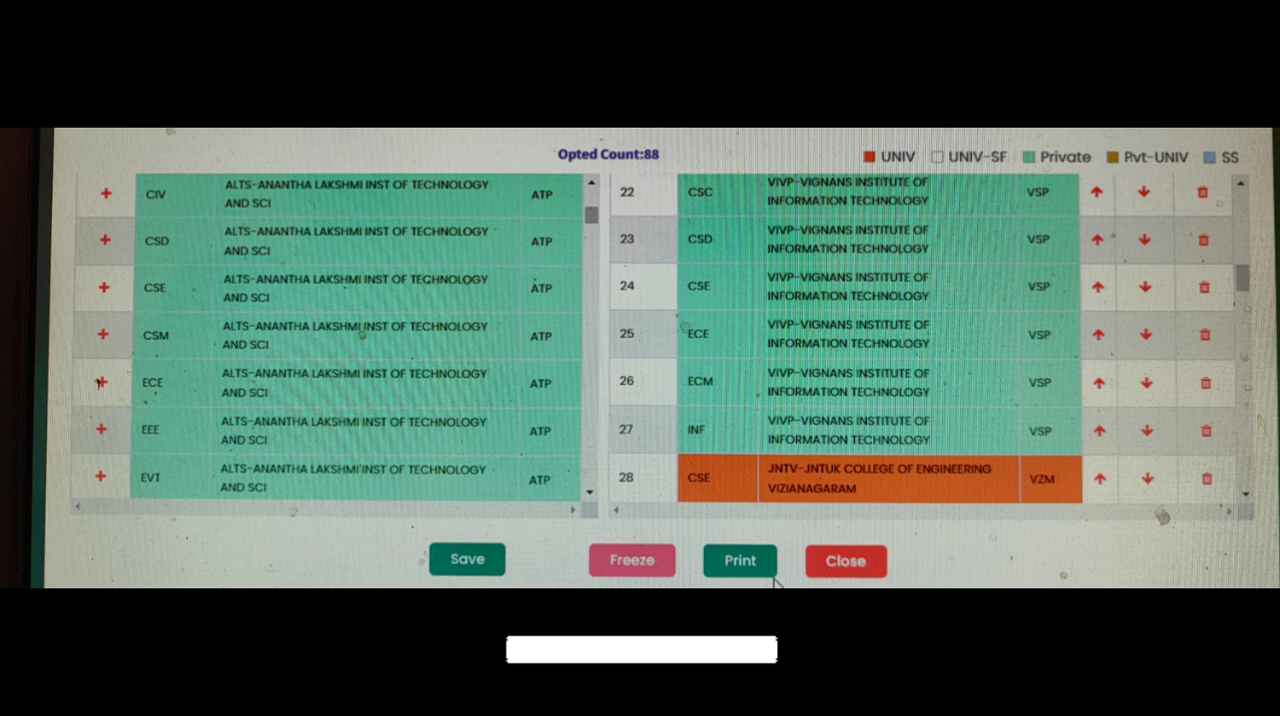 Opted Count:88
UNIV UNIV-SF Private Pvt-UNIV SS
CIV ALTS-ANANTHA LAKSHMI INST OF TECHNOLOGY
AND SCI ATP
CSD ALTS-ANANTHA LAKSHMI INST OF TECHNOLOGY
AND SCI ATP
CSE ALTS-ANANTHA LAKSHMI INST OF TECHNOLOGY
AND SCI ATP
CSM ALTS-ANANTHA LAKSHMI INST OF TECHNOLOGY
AND SCI ATP
ECE ALTS-ANANTHA LAKSHMI INST OF TECHNOLOGY
AND SCI ATP
EEE ALTS-ANANTHA LAKSHMI INST OF TECHNOLOGY
AND SCI ATP
EVT ALTS-ANANTHA LAKSHMI INST OF TECHNOLOGY
AND SCI ATP
22 CSC VIVP-VIGNANS INSTITUTE OF
INFORMATION TECHNOLOGY VSP
23 CSD VIVP-VIGNANS INSTITUTE OF
INFORMATION TECHNOLOGY VSP
24 CSE VIVP-VIGNANS INSTITUTE OF
INFORMATION TECHNOLOGY VSP
25 ECE VIVP-VIGNANS INSTITUTE OF
INFORMATION TECHNOLOGY VSP
26 ECM VIVP-VIGNANS INSTITUTE OF
INFORMATION TECHNOLOGY VSP
27 INF VIVP-VIGNANS INSTITUTE OF
INFORMATION TECHNOLOGY VSP
28 CSE JNTV-JNTUK COLLEGE OF ENGINEERING
VIZIANAGARAM VZM
Save Freeze Print Close